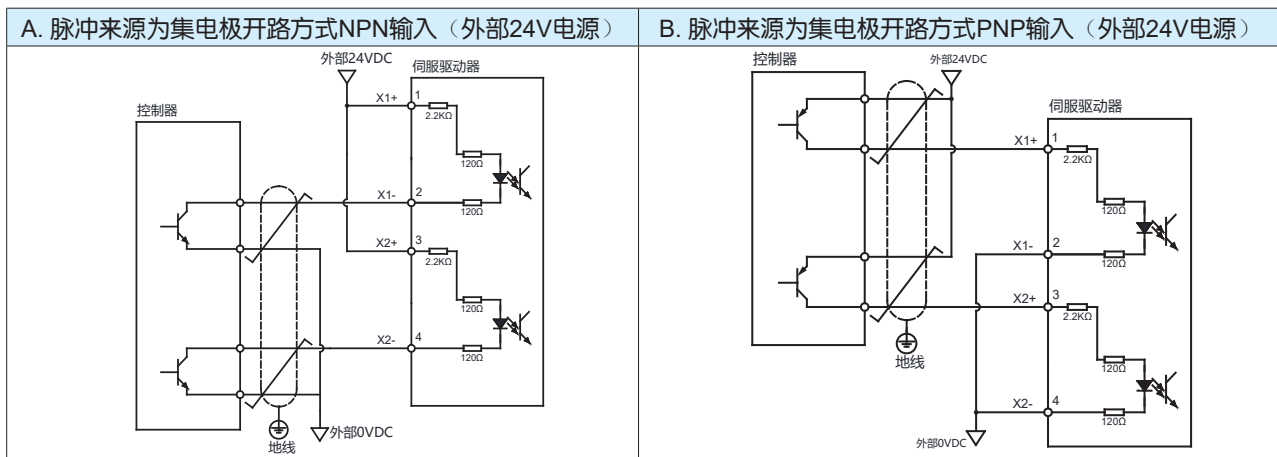 A. 脉冲来源为集电极开路方式NPN输入（外部24V电源）
外部24VDC
伺服驱动器
控制器
X1+
1
2.2KΩ
120Ω
X1-
2
120Ω
X2+
3
2.2KΩ
120Ω
X2-
4
120Ω
地线
外部0VDC
B. 脉冲来源为集电极开路方式PNP输入（外部24V电源）
控制器
外部24VDC
伺服驱动器
X1+
1
2.2KΩ
120Ω
X1-
2
120Ω
X2+
3
2.2KΩ
120Ω
X2-
4
120Ω
地线
外部0VDC